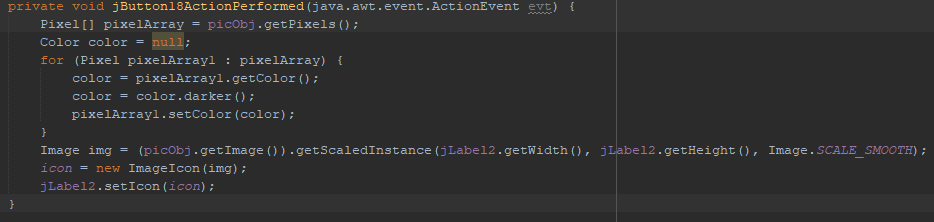 private void jButton18ActionPerformed(java.awt.event.ActionEvent evt) {
Pixel[] pixelArray = picObj.getPixels();
Color color = null;
for (Pixel pixelArray1 : pixelArray) {
color = pixelArray1.getColor();
color = color.darker();
pixelArray1.setColor(color);
}
Image img = (picObj.getImage()).getScaledInstance(jLabel2.getWidth(), jLabel2.getHeight(), Image.SCALE_SMOOTH);
icon = new ImageIcon(img);
jLabel2.setIcon(icon);
}